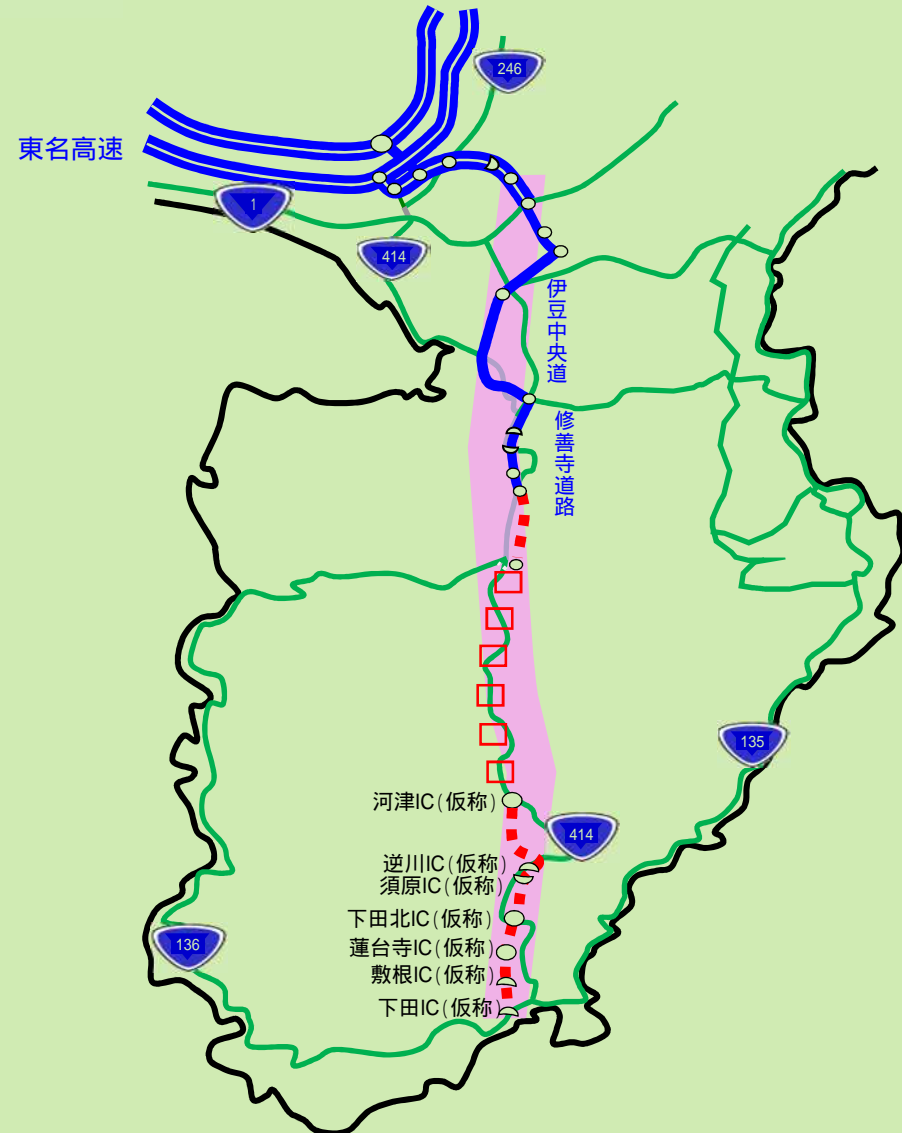 246
東名高速
1
414
伊豆中央道
修善寺道路
135
河津IC(仮称)
414
逆川IC(仮称)
須原IC(仮称)
下田北IC(仮称)
136
蓮台寺IC(仮称)
敷根IC(仮称)
下田IC(仮称)